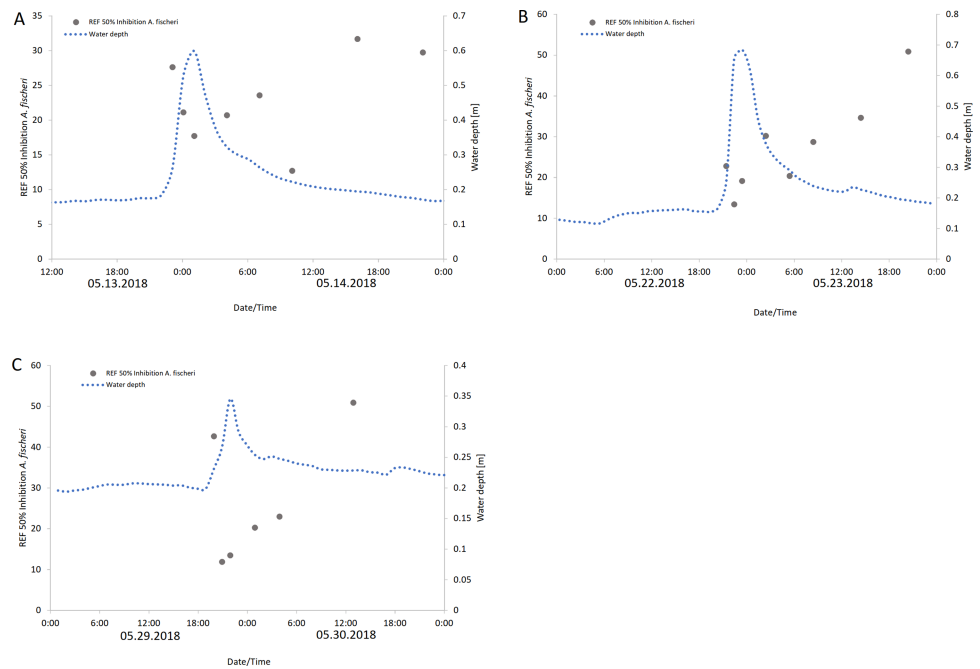 A
REF 50% Inhibition A. fischeri
Water depth
35
30
25
20
15
10
5
0
REF 50% Inhibition A. fischeri
0.7
0.6
0.5
0.4
0.3
0.2
0.1
0
Water depth [m]
12:00 18:00 0:00 6:00 12:00 18:00 0:00
05.13.2018 05.14.2018
Date/Time
B
REF 50% Inhibition A. fischeri
Water depth
60
50
40
30
20
10
0
REF 50% Inhibition A. fischeri
0.8
0.7
0.6
0.5
0.4
0.3
0.2
0.1
0
Water depth [m]
0:00 6:00 12:00 18:00 0:00 6:00 12:00 18:00 0:00
05.22.2018 05.23.2018
Date/Time
C
REF 50% Inhibition A. fischeri
Water depth
60
50
40
30
20
10
0
REF 50% Inhibition A. fischeri
0.4
0.35
0.3
0.25
0.2
0.15
0.1
0.05
0
Water depth [m]
0:00 6:00 12:00 18:00 0:00 6:00 12:00 18:00 0:00
05.29.2018 05.30.2018
Date/Time